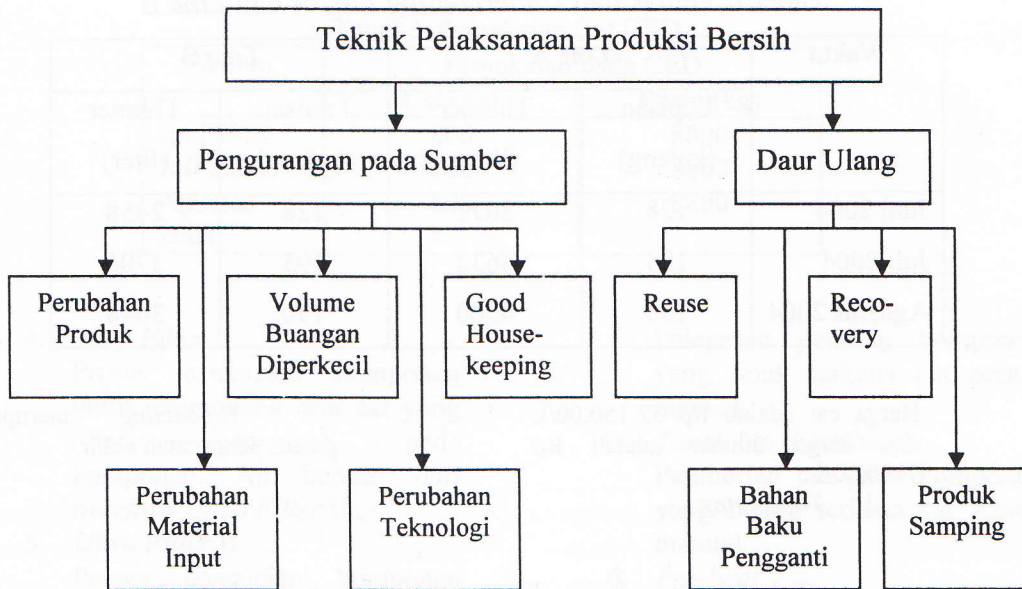 Teknik Pelaksanaan Produksi Bersih
Pengurangan pada Sumber
Daur Ulang
Perubahan
Produk
Volume
Buangan
Diperkecil
Good
House-
keeping
Reuse
Reco-
very
Perubahan
Material
Input
Perubahan
Teknologi
Bahan
Baku
Pengganti
Produk
Samping